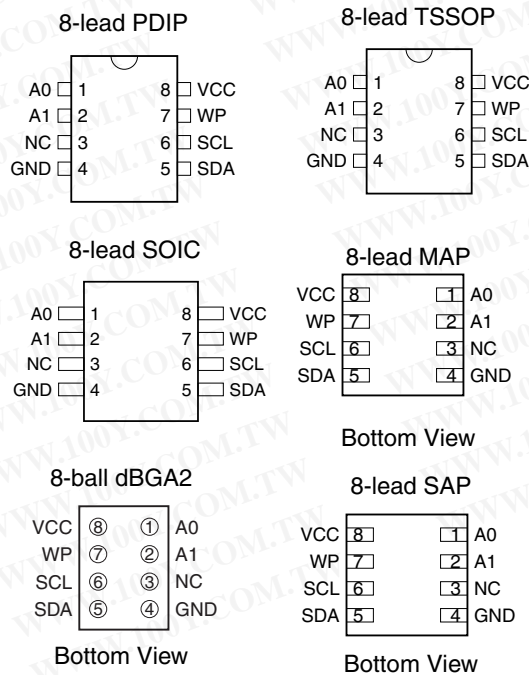 8-lead PDIP
A0 1 8 VCC
A1 2 7 WP
NC 3 6 SCL
GND 4 5 SDA
8-lead TSSOP
A0 1 8 VCC
A1 2 7 WP
NC 3 6 SCL
GND 4 5 SDA
8-lead SOIC
A0 1 8 VCC
A1 2 7 WP
NC 3 6 SCL
GND 4 5 SDA
8-lead MAP
VCC 8 1 A0
WP 7 2 A1
SCL 6 3 NC
SDA 5 4 GND
Bottom View
8-ball dBGA2
VCC 8 1 A0
WP 7 2 A1
SCL 6 3 NC
SDA 5 4 GND
Bottom View
8-lead SAP
VCC 8 1 A0
WP 7 2 A1
SCL 6 3 NC
SDA 5 4 GND
Bottom View
WWW.100Y.COM.TW